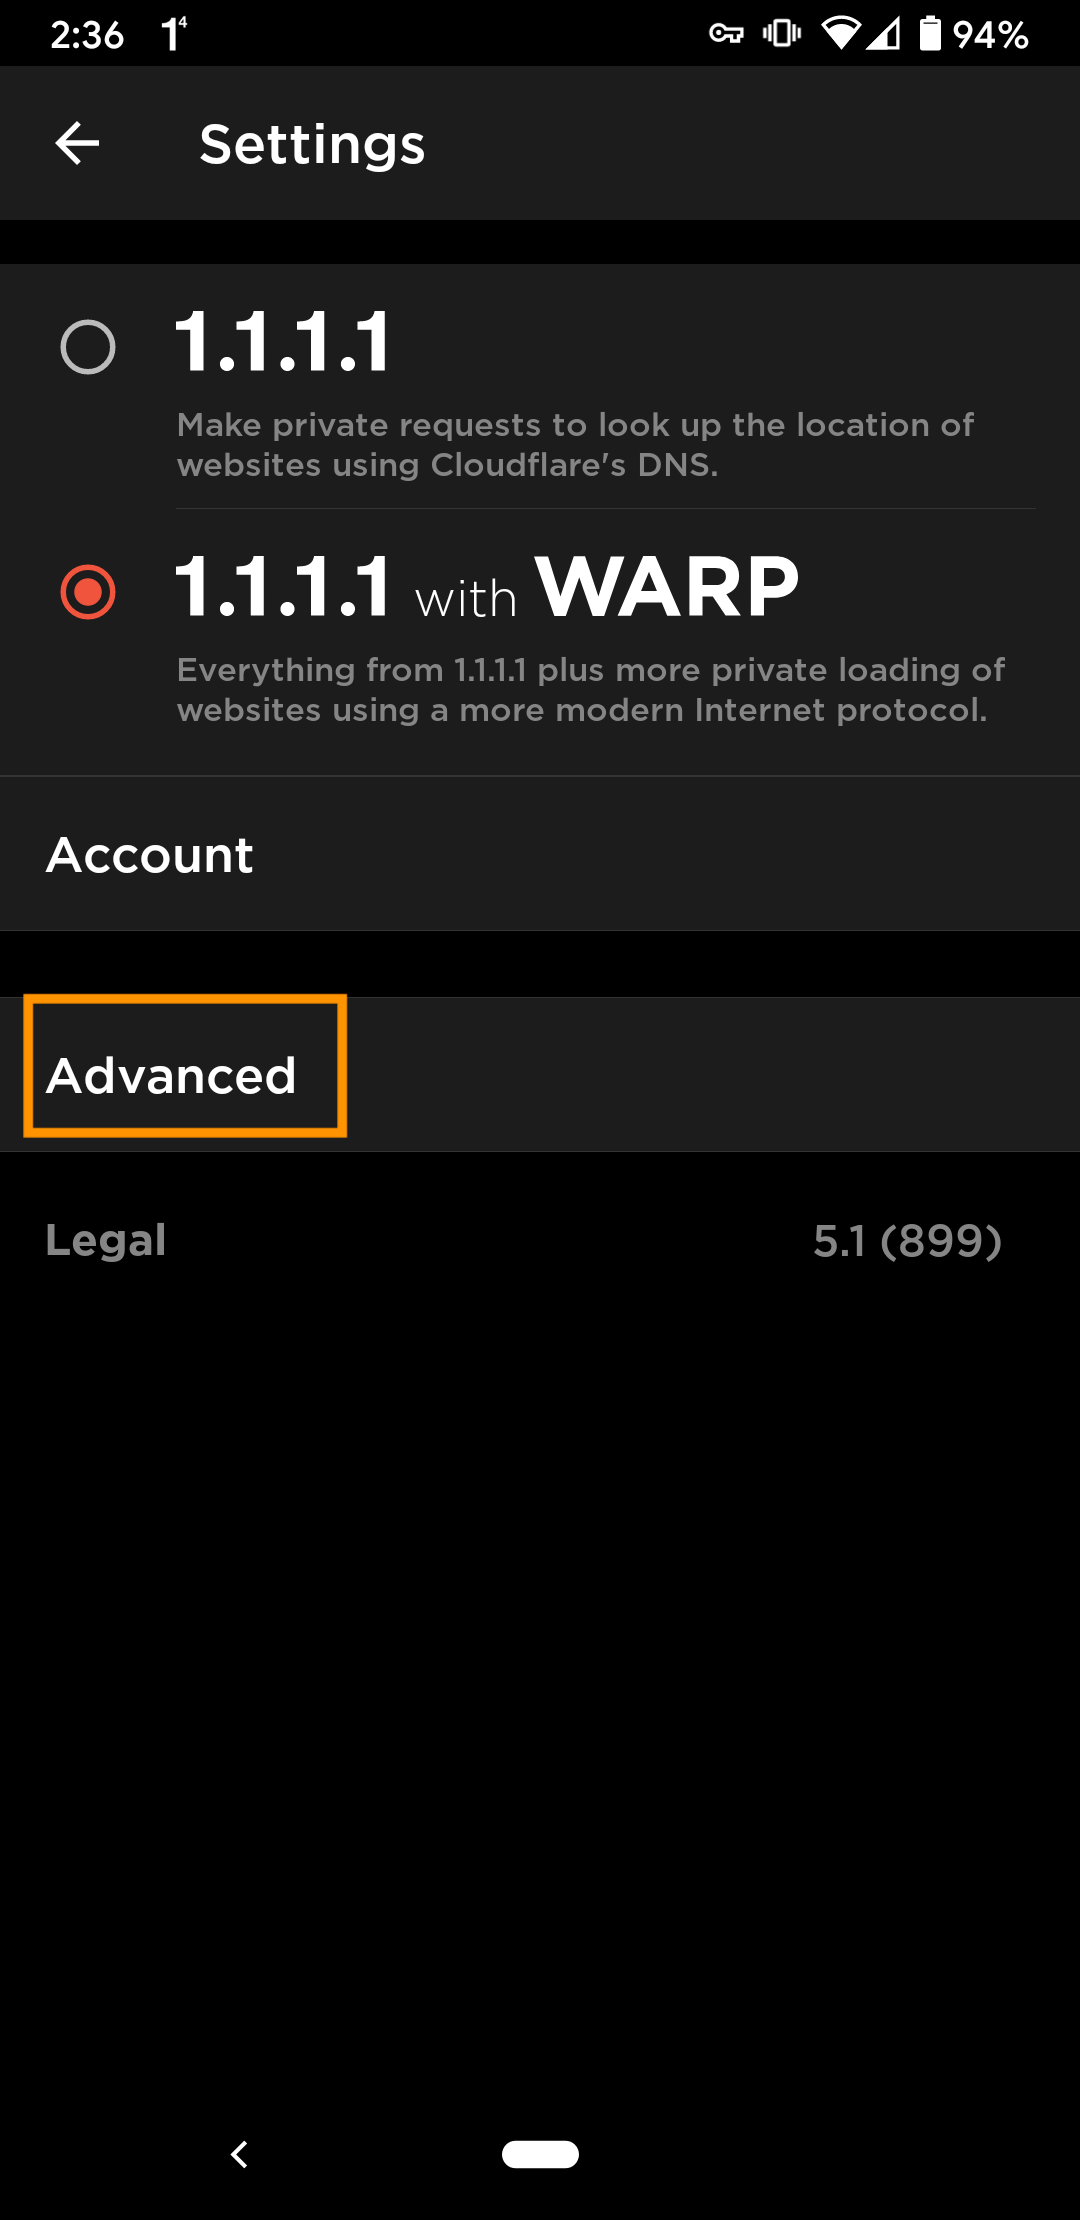 2:36 1⁴ 94%
Settings
1.1.1.1
Make private requests to look up the location of
websites using Cloudflare's DNS.
1.1.1.1 with WARP
Everything from 1.1.1.1 plus more private loading of
websites using a more modern Internet protocol.
Account
Advanced
Legal 5.1 (899)